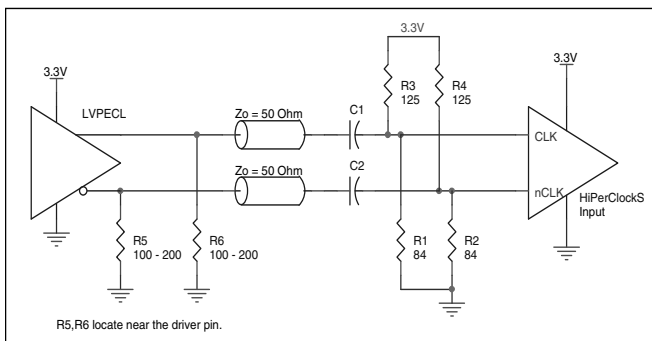 3.3V
3.3V
3.3V
R3
125
R4
125
LVPECL
Zo = 50 Ohm
C1
CLK
Zo = 50 Ohm
C2
nCLK
HiPerClockS
Input
R5
100 - 200
R6
100 - 200
R1
84
R2
84
R5,R6 locate near the driver pin.